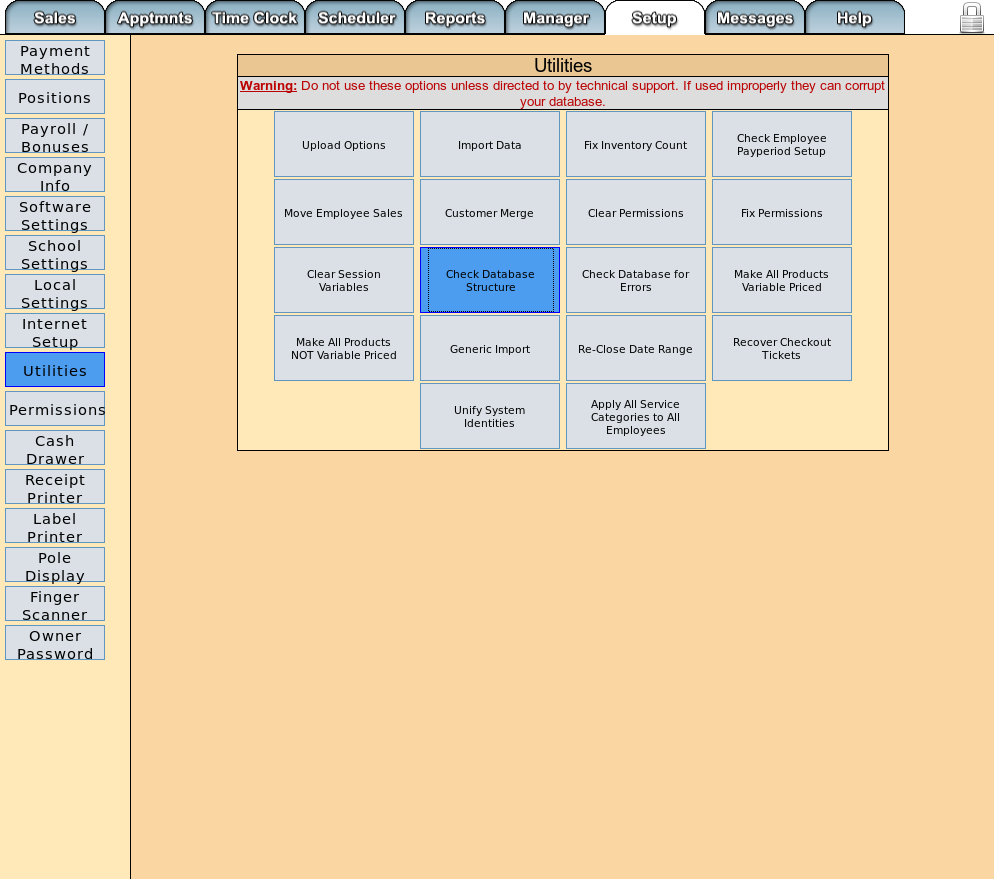 Sales
Apptmnts
Time Clock
Scheduler
Reports
Manager
Setup
Messages
Help
Payment
Methods
Positions
Payroll /
Bonuses
Company
Info
Software
Settings
School
Settings
Local
Settings
Internet
Setup
Utilities
Permissions
Cash
Drawer
Receipt
Printer
Label
Printer
Pole
Display
Finger
Scanner
Owner
Password
Utilities
Warning: Do not use these options unless directed to by technical support. If used improperly they can corrupt
your database.
Upload Options
Import Data
Fix Inventory Count
Check Employee
Payperiod Setup
Move Employee Sales
Customer Merge
Clear Permissions
Fix Permissions
Clear Session
Variables
Check Database
Structure
Check Database for
Errors
Make All Products
Variable Priced
Make All Products
NOT Variable Priced
Generic Import
Re-Close Date Range
Recover Checkout
Tickets
Unify System
Identities
Apply All Service
Categories to All
Employees